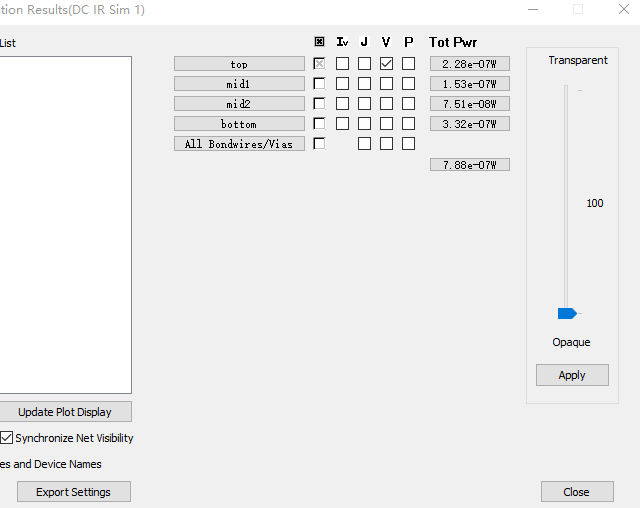 tion Results(DC IR Sim 1)
List
Iv J V P Tot Pwr
top 2.28e-07W
mid1 1.53e-07W
mid2 7.51e-08W
bottom 3.32e-07W
All Bondwires/Vias
7.88e-07W
Transparent
100
Opaque
Apply
Update Plot Display
Synchronize Net Visibility
es and Device Names
Export Settings
Close